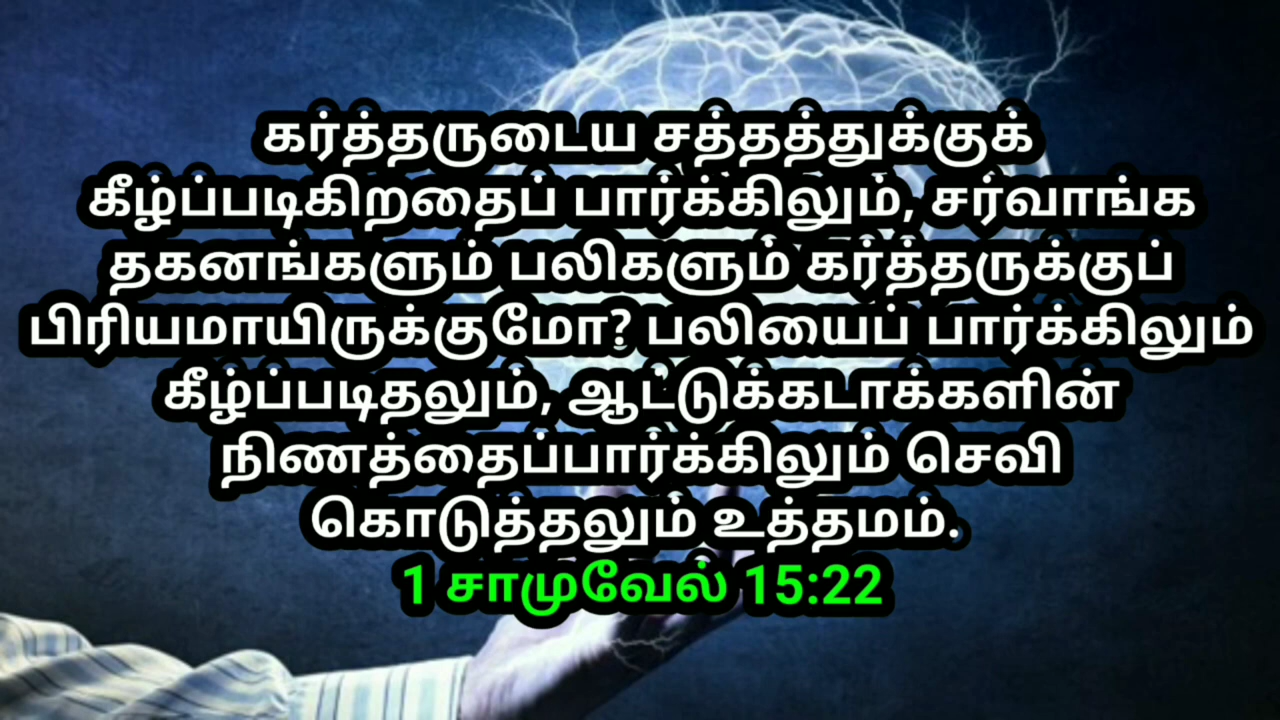 கர்த்தருடைய சத்தத்துக்குக்
கீழ்ப்படிகிறதைப் பார்க்கிலும், சர்வாங்க
தகனங்களும் பலிகளும் கர்த்தருக்குப்
பிரியமாயிருக்குமோ? பலியைப் பார்க்கிலும்
கீழ்ப்படிதலும், ஆட்டுக்கடாக்களின்
நிணத்தைப்பார்க்கிலும் செவி
கொடுத்தலும் உத்தமம்.
1 சாமுவேல் 15:22